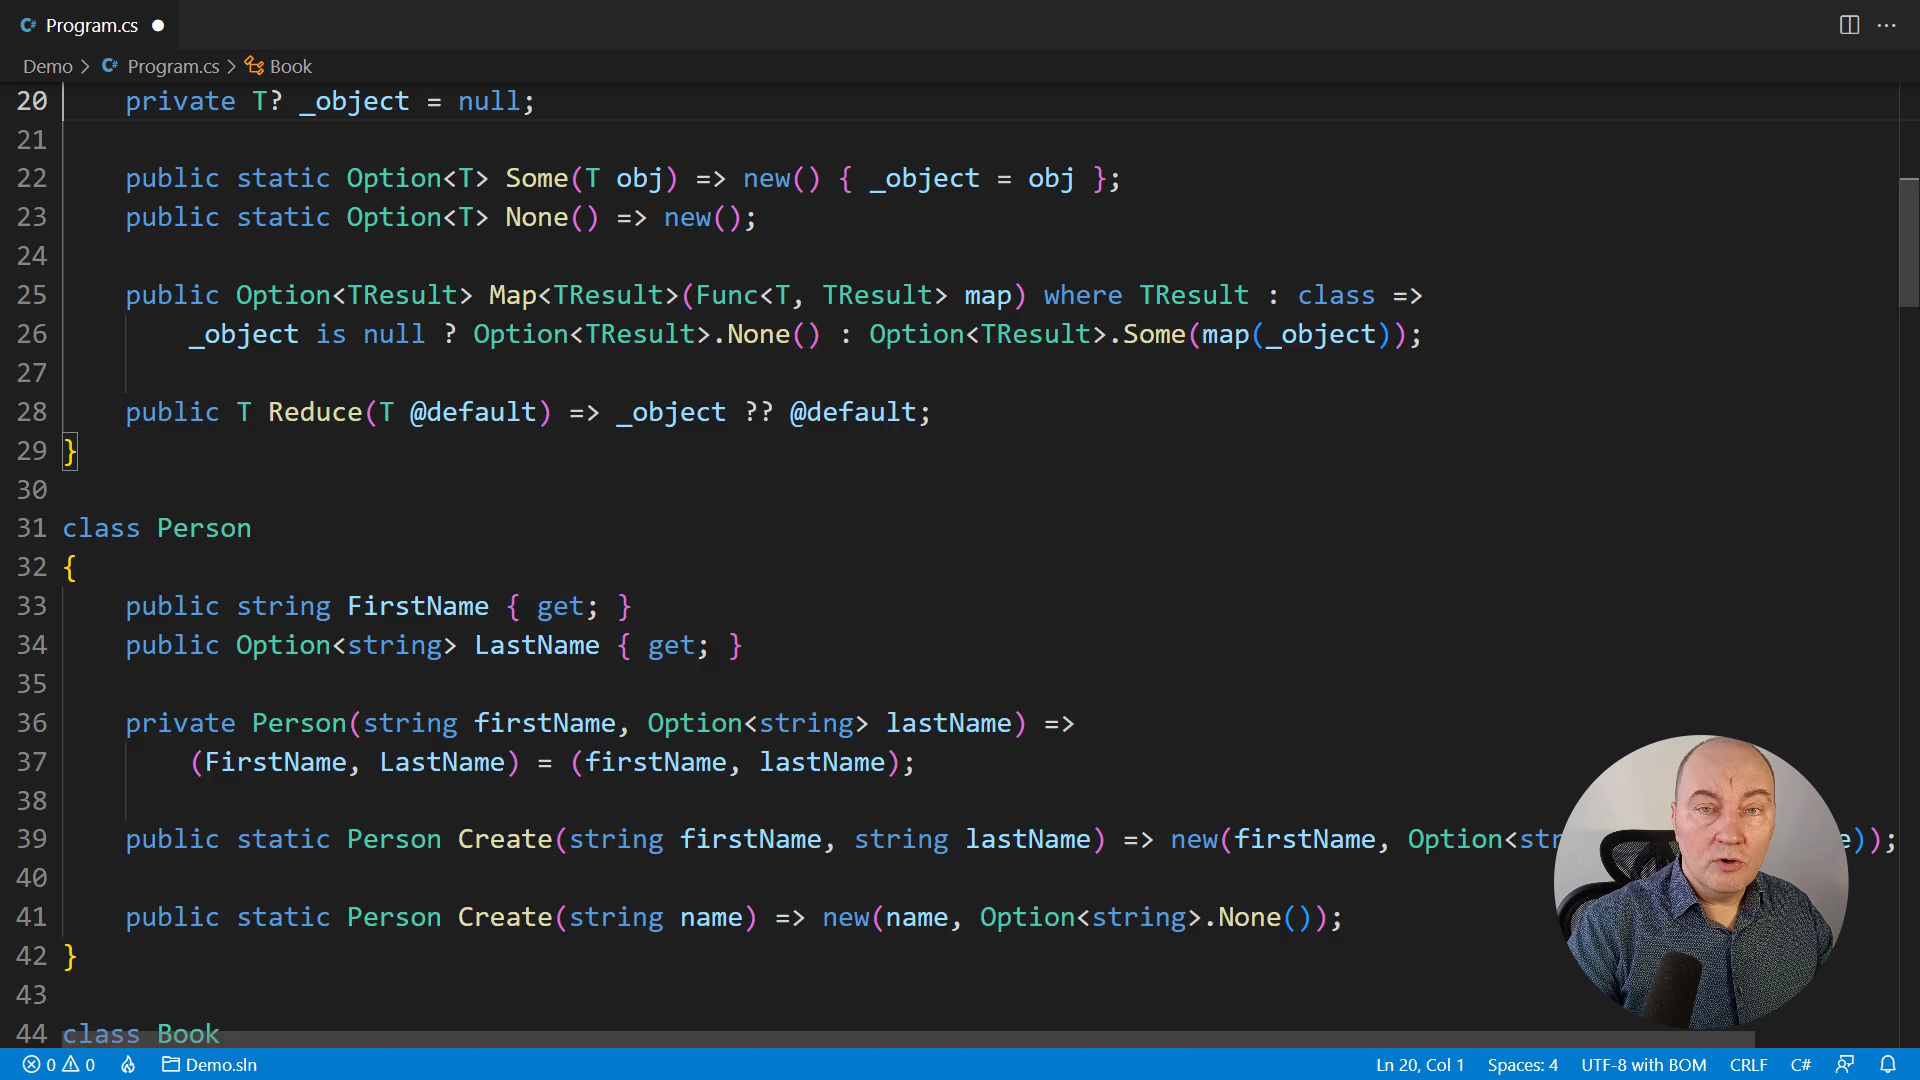 Program.cs
Demo > Program.cs > Book
20 private T? _object = null;
21
22 public static Option<T> Some(T obj) => new() { _object = obj };
23 public static Option<T> None() => new();
24
25 public Option<TResult> Map<TResult>(Func<T, TResult> map) where TResult : class =>
26 _object is null ? Option<TResult>.None() : Option<TResult>.Some(map(_object));
27
28 public T Reduce(T @default) => _object ?? @default;
29 }
30
31 class Person
32 {
33 public string FirstName { get; }
34 public Option<string> LastName { get; }
35
36 private Person(string firstName, Option<string> lastName) =>
37 (FirstName, LastName) = (firstName, lastName);
38
39 public static Person Create(string firstName, string lastName) => new(firstName, Option<str e));
40
41 public static Person Create(string name) => new(name, Option<string>.None());
42 }
43
44 class Book
0 0 Demo.sln Ln 20, Col 1 Spaces: 4 UTF-8 with BOM CRLF C#